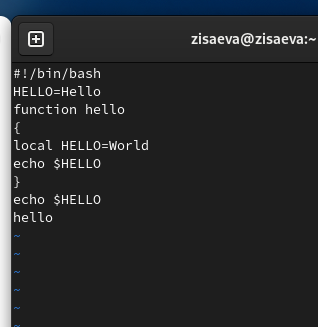 zisaeva@zisaeva:~
#!/bin/bash
HELLO=Hello
function hello
{
local HELLO=World
echo $HELLO
}
echo $HELLO
hello
~
~
~
~
~
~